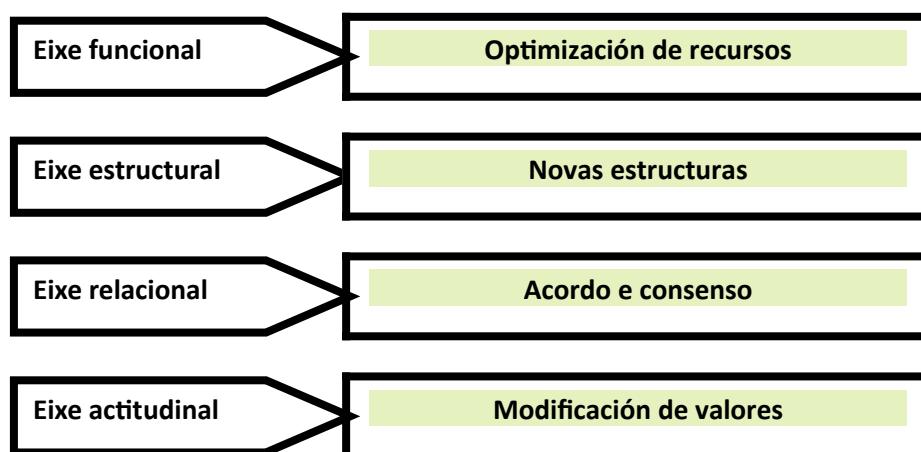 Eixe funcional
Optimización de recursos
Eixe estructural
Novas estructuras
Eixe relacional
Acordo e consenso
Eixe actitudinal
Modificación de valores